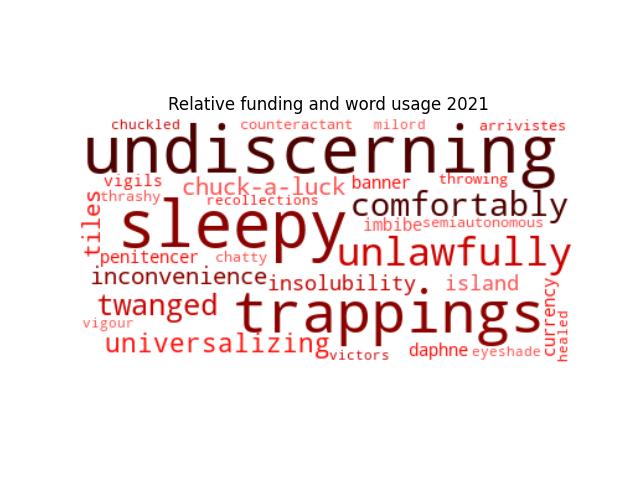 Relative funding and word usage 2021
chuckled counteractant milord arrivistes
undiscerning
vigils chuck-a-luck banner throwing
thrashy recollections comfortably
tiles sleepy imbibe semiautonomous
penitencer chatty unlawfully
inconvenience insolubility island
twanged trappings currency
vigour healed
universalizing victors daphne eyeshade